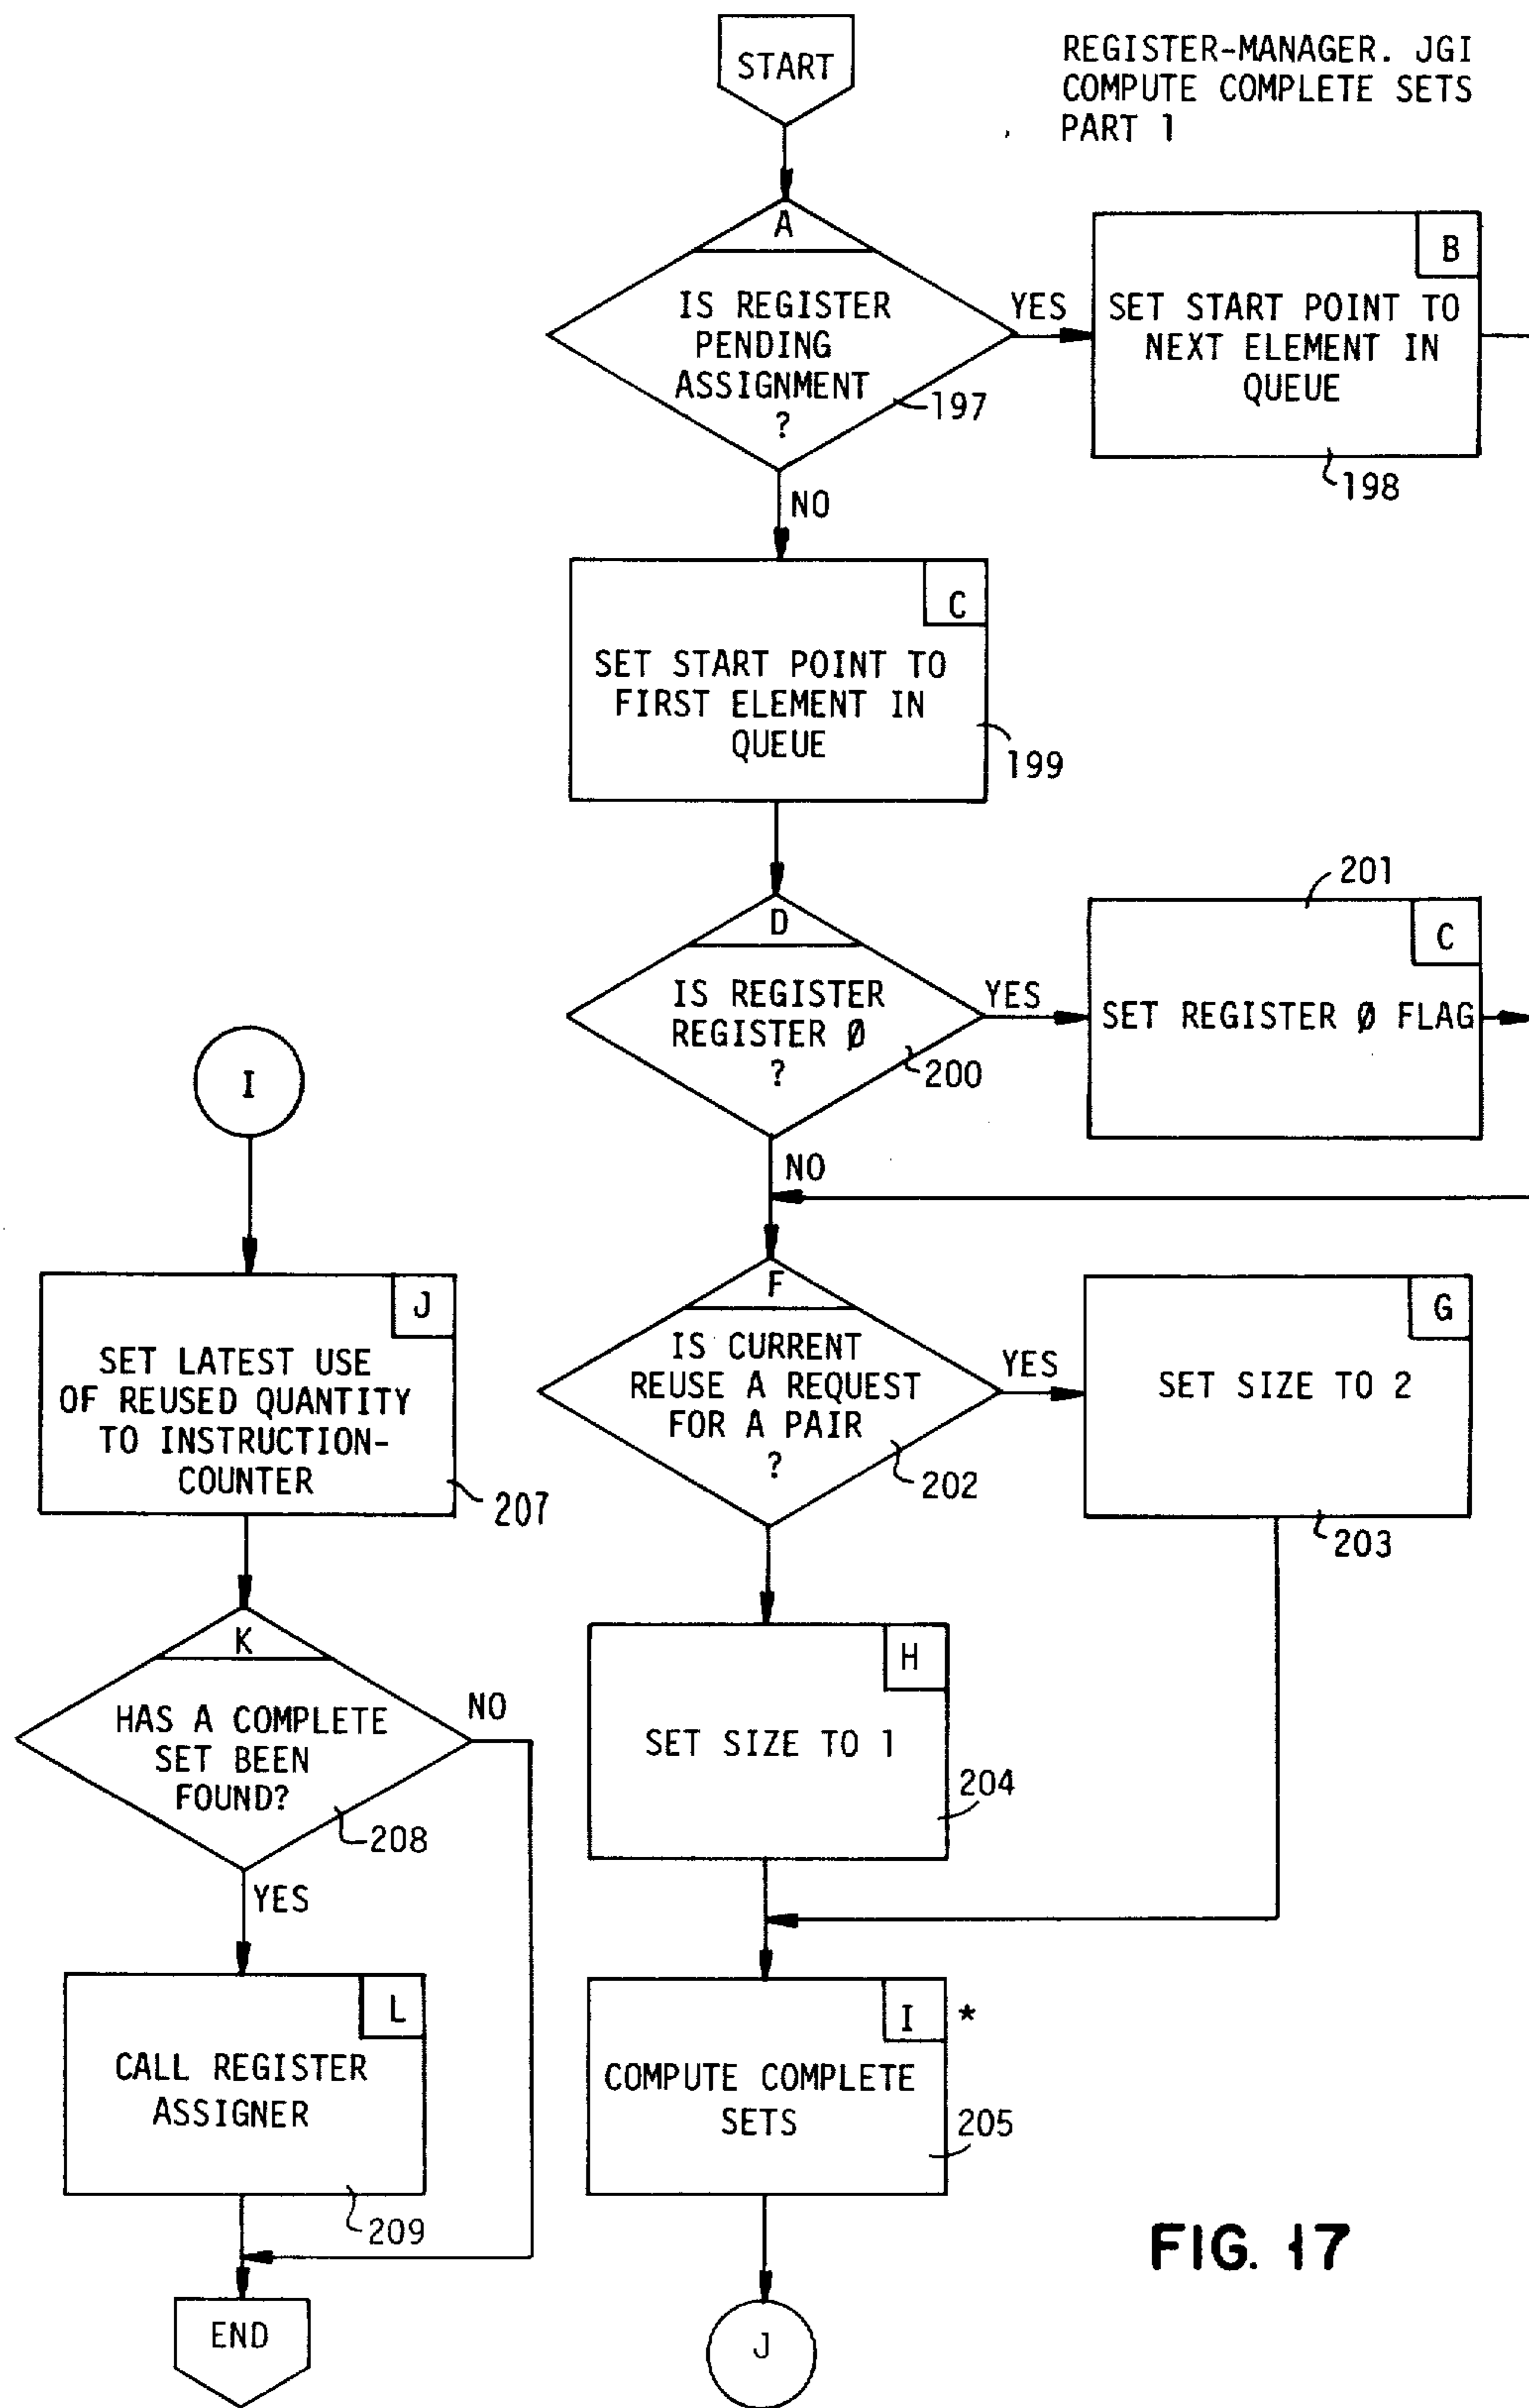 REGISTER-MANAGER. JGI
COMPUTE COMPLETE SETS
PART 1
START
A
IS REGISTER
PENDING
ASSIGNMENT
?
197
YES
B
SET START POINT TO
NEXT ELEMENT IN
QUEUE
198
NO
C
SET START POINT TO
FIRST ELEMENT IN
QUEUE
199
D
IS REGISTER
REGISTER Ø
?
200
YES
201
C
SET REGISTER Ø FLAG
NO
F
IS CURRENT
REUSE A REQUEST
FOR A PAIR
?
202
YES
G
SET SIZE TO 2
203
H
SET SIZE TO 1
204
I
*
COMPUTE COMPLETE
SETS
205
J
I
J
SET LATEST USE
OF REUSED QUANTITY
TO INSTRUCTION-
COUNTER
207
K
HAS A COMPLETE
SET BEEN
FOUND?
208
NO
YES
L
CALL REGISTER
ASSIGNER
209
END
FIG. 17